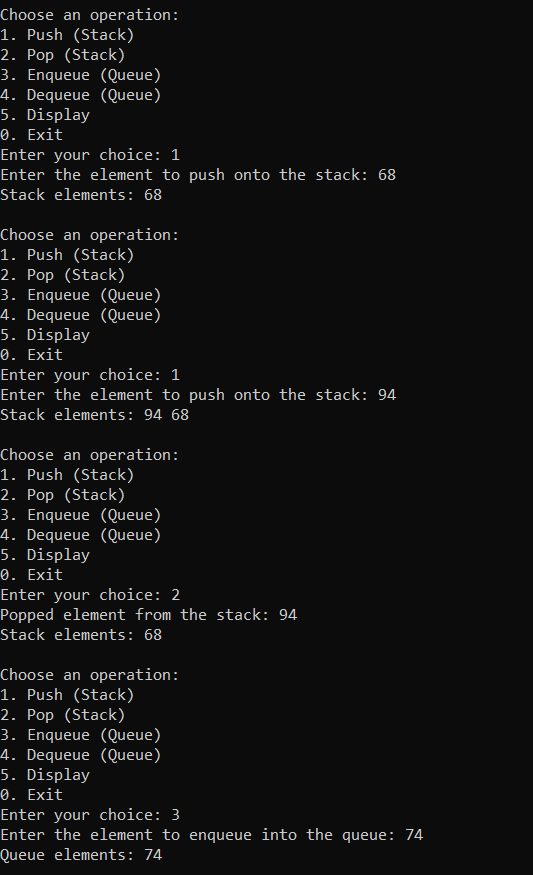 Choose an operation:
1. Push (Stack)
2. Pop (Stack)
3. Enqueue (Queue)
4. Dequeue (Queue)
5. Display
0. Exit
Enter your choice: 1
Enter the element to push onto the stack: 68
Stack elements: 68

Choose an operation:
1. Push (Stack)
2. Pop (Stack)
3. Enqueue (Queue)
4. Dequeue (Queue)
5. Display
0. Exit
Enter your choice: 1
Enter the element to push onto the stack: 94
Stack elements: 94 68

Choose an operation:
1. Push (Stack)
2. Pop (Stack)
3. Enqueue (Queue)
4. Dequeue (Queue)
5. Display
0. Exit
Enter your choice: 2
Popped element from the stack: 94
Stack elements: 68

Choose an operation:
1. Push (Stack)
2. Pop (Stack)
3. Enqueue (Queue)
4. Dequeue (Queue)
5. Display
0. Exit
Enter your choice: 3
Enter the element to enqueue into the queue: 74
Queue elements: 74